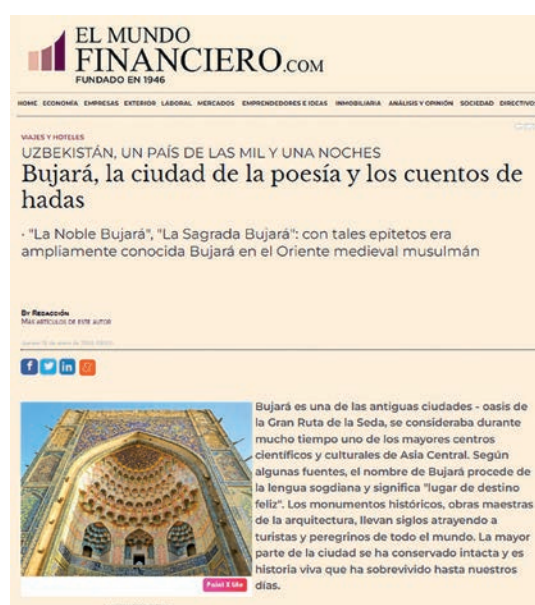 EL MUNDO
FINANCIERO.COM
FUNDADO EN 1946
HOME ECONOMÍA EMPRESAS EXTERIOR LABORAL MERCADOS EMPRENDEDORES E IDEAS INMOBILIARIA ANÁLISIS Y OPINIÓN SOCIEDAD DIRECTIVOS
VIAJES Y HOTELES
UZBEKISTÁN, UN PAÍS DE LAS MIL Y UNA NOCHES
Bujará, la ciudad de la poesía y los cuentos de
hadas
· "La Noble Bujará", "La Sagrada Bujará": con tales epítetos era
ampliamente conocida Bujará en el Oriente medieval musulmán
By Redacción
Más artículos de este autor
Bujará es una de las antiguas ciudades - oasis de
la Gran Ruta de la Seda, se consideraba durante
mucho tiempo uno de los mayores centros
científicos y culturales de Asia Central. Según
algunas fuentes, el nombre de Bujará procede de
la lengua sogdiana y significa "lugar de destino
feliz". Los monumentos históricos, obras maestras
de la arquitectura, llevan siglos atrayendo a
turistas y peregrinos de todo el mundo. La mayor
parte de la ciudad se ha conservado intacta y es
historia viva que ha sobrevivido hasta nuestros
días.